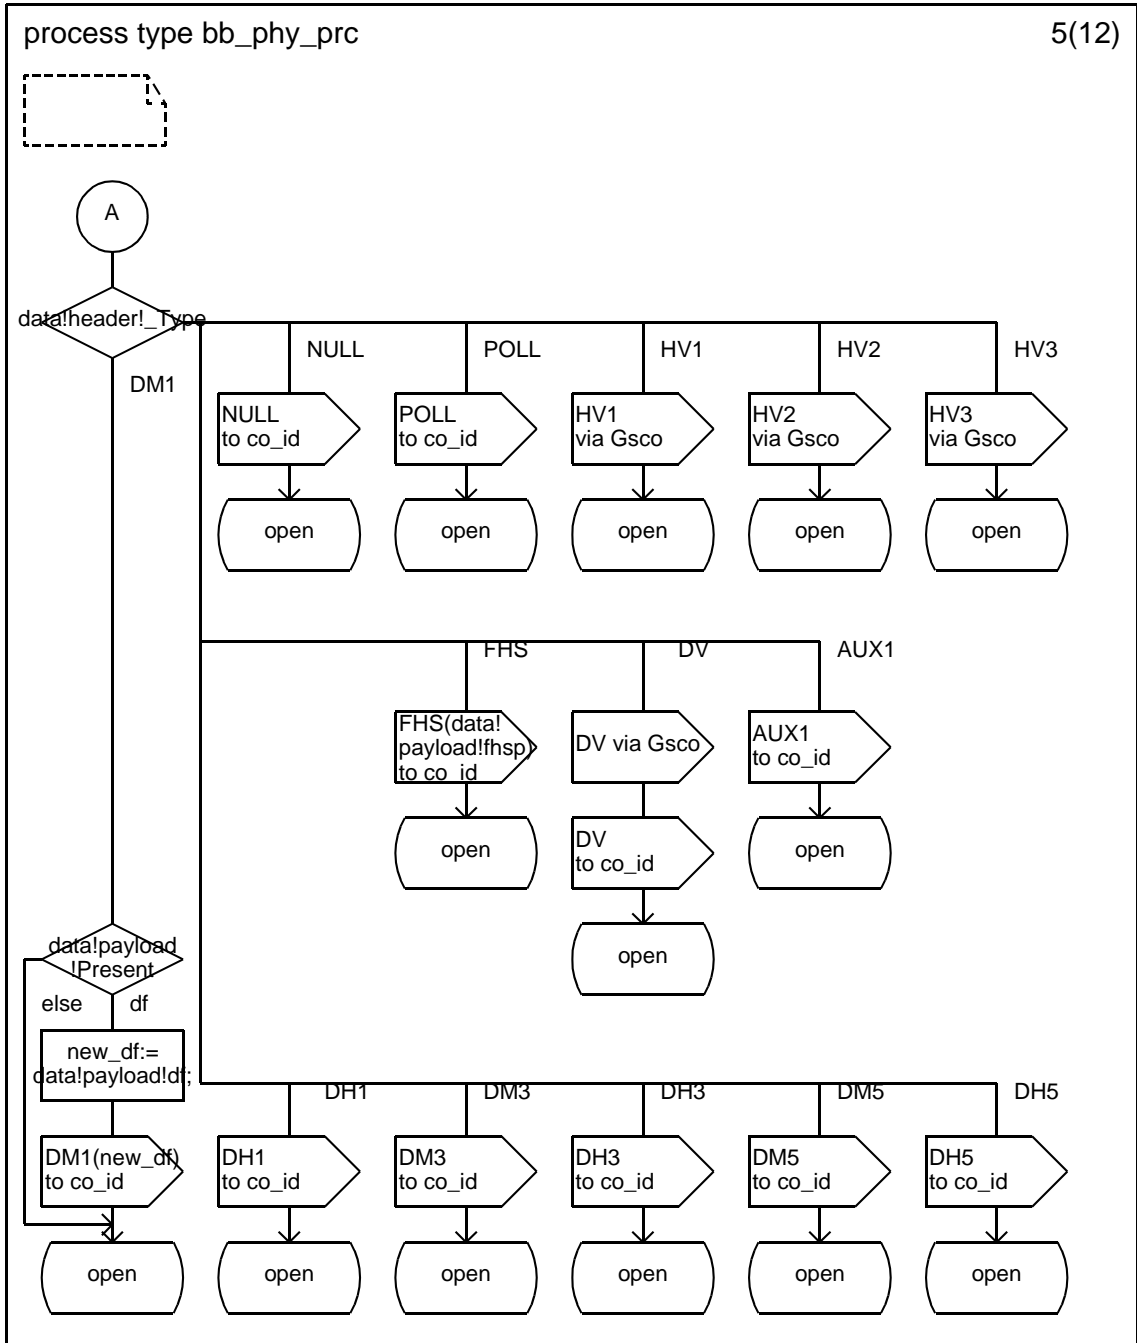 process type bb_phy_prc
5(12)
A
data!header!_Type
DM1
NULL
POLL
HV1
HV2
HV3
NULL
to co_id
POLL
to co_id
HV1
via Gsco
HV2
via Gsco
HV3
via Gsco
open
open
open
open
open
FHS
DV
AUX1
FHS(data!
payload!fhsp)
to co_id
DV via Gsco
AUX1
to co_id
open
DV
to co_id
open
open
data!payload
!Present
else
df
new_df:=
data!payload!df;
DH1
DM3
DH3
DM5
DH5
DM1(new_df)
to co_id
DH1
to co_id
DM3
to co_id
DH3
to co_id
DM5
to co_id
DH5
to co_id
open
open
open
open
open
open